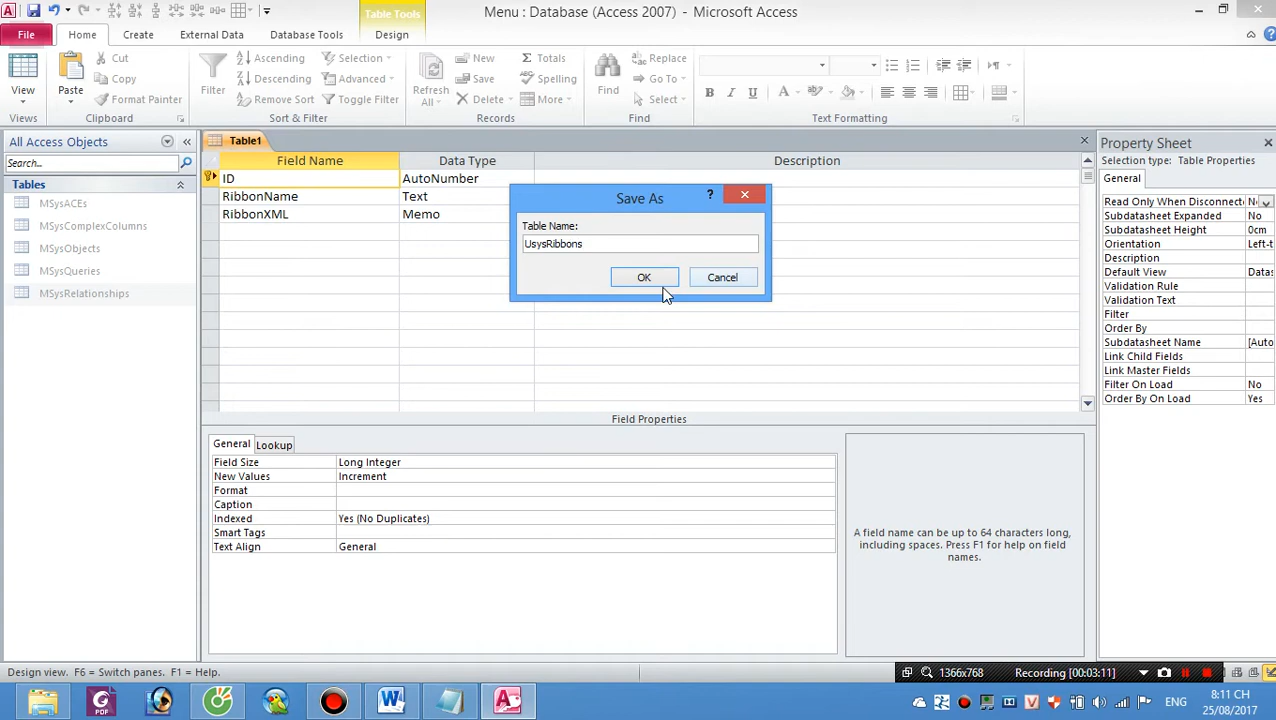 Menu : Database (Access 2007) - Microsoft Access
Table Tools
File
Home
Create
External Data
Database Tools
Design
View
Views
Paste
Cut
Copy
Format Painter
Clipboard
Filter
Ascending
Descending
Remove Sort
Selection
Advanced
Toggle Filter
Sort & Filter
Refresh
All
New
Save
Delete
Totals
Spelling
More
Records
Find
Replace
Go To
Select
Find
B I U A
Text Formatting
All Access Objects
Search...
Tables
MSysACEs
MSysComplexColumns
MSysObjects
MSysQueries
MSysRelationships
Table1
Field Name Data Type Description
ID AutoNumber
RibbonName Text
RibbonXML Memo
Save As
?
Table Name:
UsysRibbons
OK Cancel
Field Properties
General Lookup
Field Size Long Integer
New Values Increment
Format
Caption
Indexed Yes (No Duplicates)
Smart Tags
Text Align General
A field name can be up to 64 characters long,
including spaces. Press F1 for help on field
names.
Property Sheet
Selection type: Table Properties
General
Read Only When Disconnect
Subdatasheet Expanded No
Subdatasheet Height 0cm
Orientation Left-t
Description
Default View Datas
Validation Rule
Validation Text
Filter
Order By
Subdatasheet Name [Auto
Link Child Fields
Link Master Fields
Filter On Load No
Order By On Load Yes
Design view. F6 = Switch panes. F1 = Help.
1366x768
Recording [00:03:11]
PDF
ENG
8:11 CH
25/08/2017